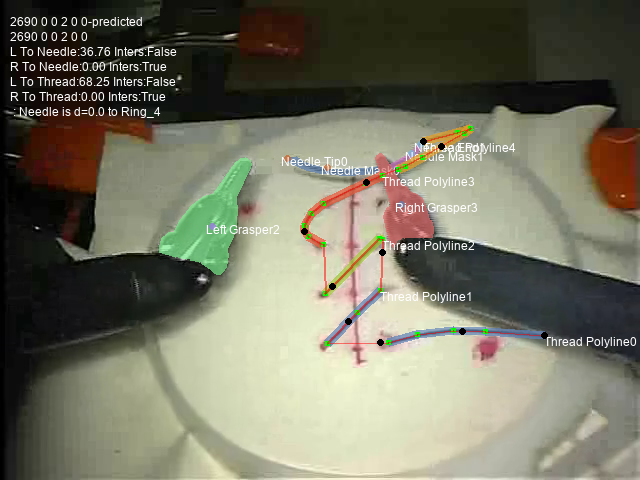 2690 0 0 2 0 0-predicted
2690 0 0 2 0 0
L To Needle:36.76 Inters:False
R To Needle:0.00 Inters:True
L To Thread:68.25 Inters:False
R To Thread:0.00 Inters:True
: Needle is d=0.0 to Ring_4
Needle Tip0
Needle Mask1
Thread Polyline3
Right Grasper3
Left Grasper2
Thread Polyline2
Thread Polyline1
Thread Polyline0